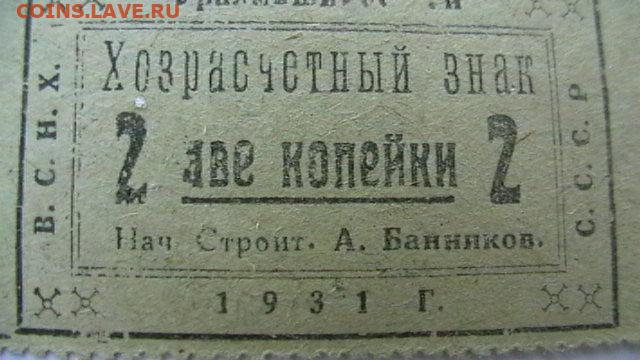 COINS.LAVE.RU
В. С. Н. Х.
Хозрасчетный знак
2 две копейки 2
Нач. Строит. А. Банников.
С. С. С. Р
1931 Г.